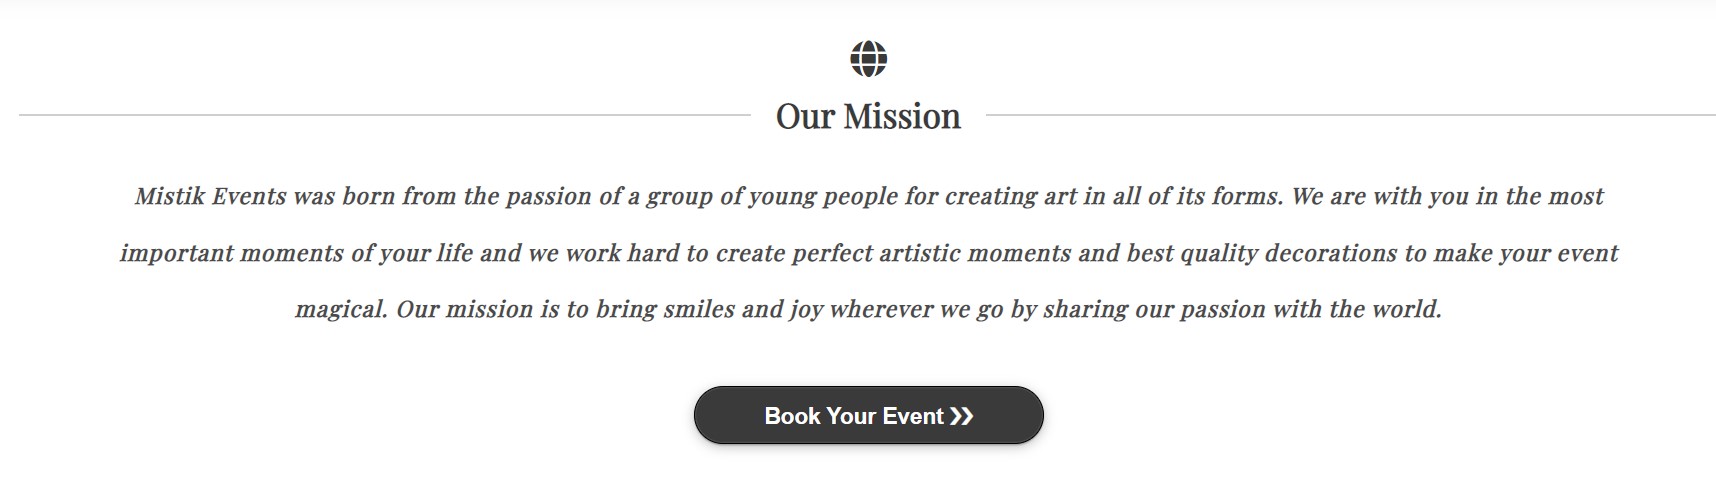 Our Mission
Mistik Events was born from the passion of a group of young people for creating art in all of its forms. We are with you in the most
important moments of your life and we work hard to create perfect artistic moments and best quality decorations to make your event
magical. Our mission is to bring smiles and joy wherever we go by sharing our passion with the world.
Book Your Event